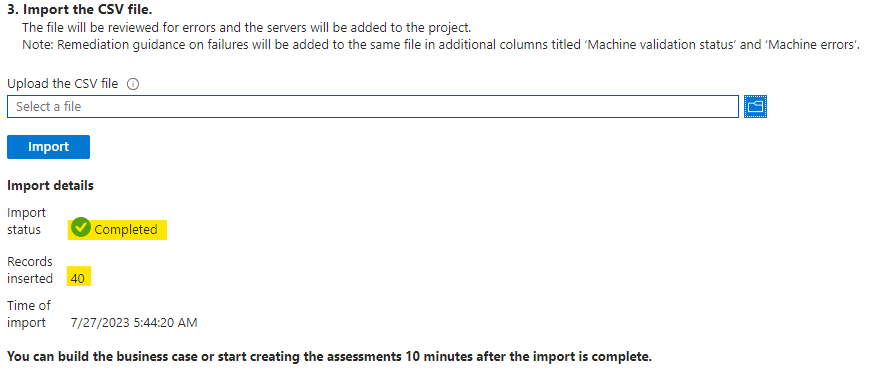 3. Import the CSV file.
The file will be reviewed for errors and the servers will be added to the project.
Note: Remediation guidance on failures will be added to the same file in additional columns titled ‘Machine validation status’ and ‘Machine errors’.
Upload the CSV file
Select a file
Import
Import details
Import
status
Completed
Records
inserted
40
Time of
import
7/27/2023 5:44:20 AM
You can build the business case or start creating the assessments 10 minutes after the import is complete.